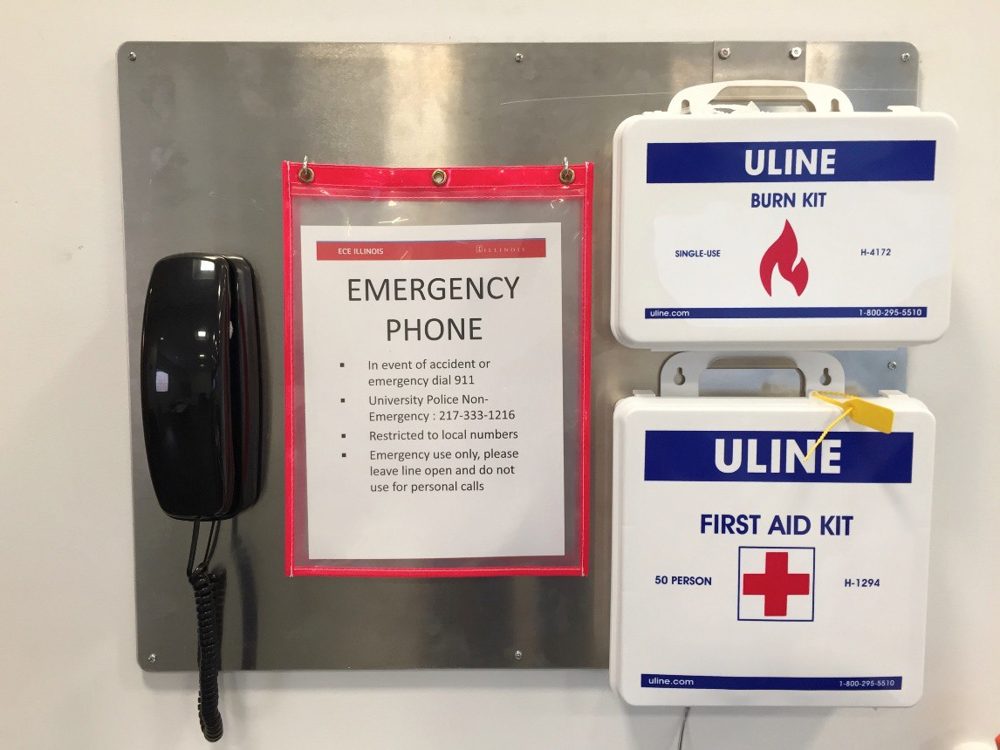 ECE ILLINOIS
ILLINOIS
EMERGENCY
PHONE
▪ In event of accident or
emergency dial 911
▪ University Police Non-
Emergency : 217-333-1216
▪ Restricted to local numbers
▪ Emergency use only, please
leave line open and do not
use for personal calls
ULINE
BURN KIT
SINGLE-USE
H-4172
uline.com
1-800-295-5510
ULINE
FIRST AID KIT
50 PERSON
H-1294
uline.com
1-800-295-5510